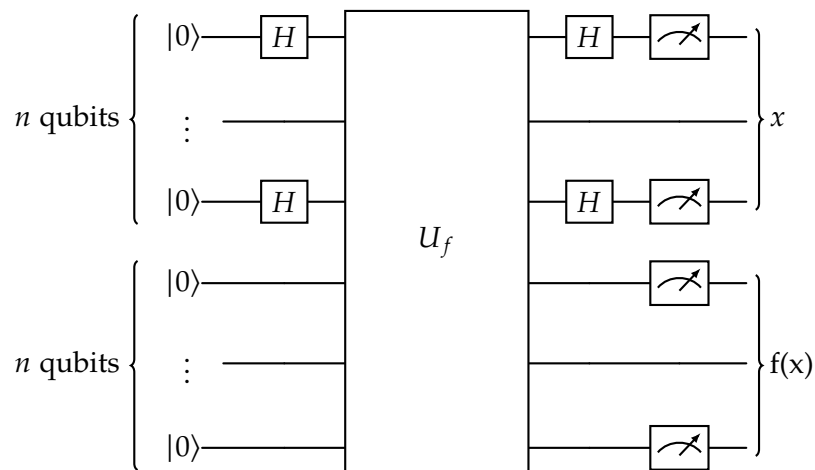 |0⟩ H H
n qubits ⋮ x
|0⟩ H H
U_f
|0⟩
n qubits ⋮ f(x)
|0⟩